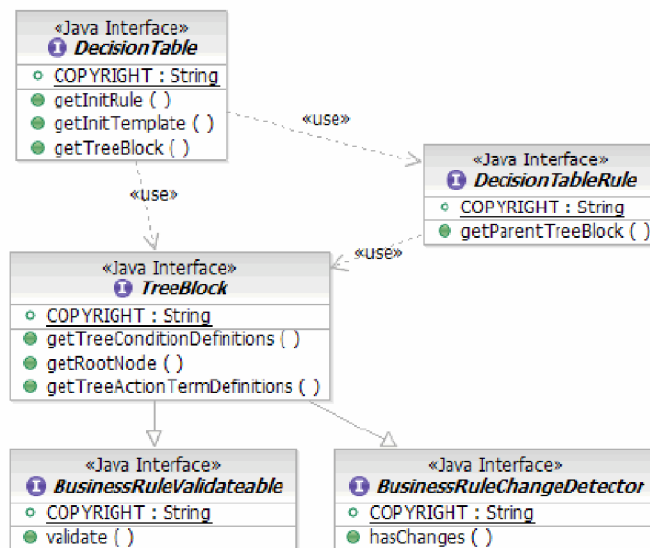 «Java Interface»
I DecisionTable
COPYRIGHT : String
getInitRule ( )
getInitTemplate ( )
getTreeBlock ( )
«use»
«use»
«Java Interface»
I DecisionTableRule
COPYRIGHT : String
getParentTreeBlock ( )
«use»
«Java Interface»
I TreeBlock
COPYRIGHT : String
getTreeConditionDefinitions ( )
getRootNode ( )
getTreeActionTermDefinitions ( )
«Java Interface»
I BusinessRuleValidateable
COPYRIGHT : String
validate ( )
«Java Interface»
I BusinessRuleChangeDetector
COPYRIGHT : String
hasChanges ( )